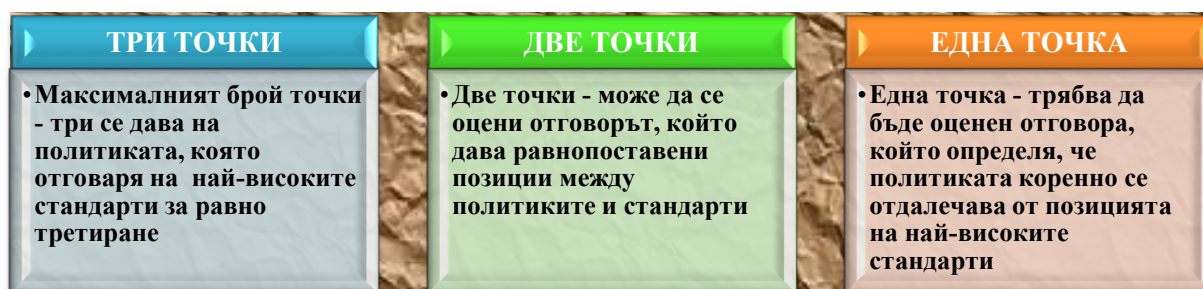 ТРИ ТОЧКИ
•Максималният брой точки
- три се дава на
политиката, която
отговаря на най-високите
стандарти за равно
третиране
ДВЕ ТОЧКИ
•Две точки - може да се
оцени отговорът, който
дава равнопоставени
позиции между
политиките и стандарти
ЕДНА ТОЧКА
•Една точка - трябва да
бъде оценен отговора,
който определя, че
политиката коренно се
отдалечава от позицията
на най-високите
стандарти